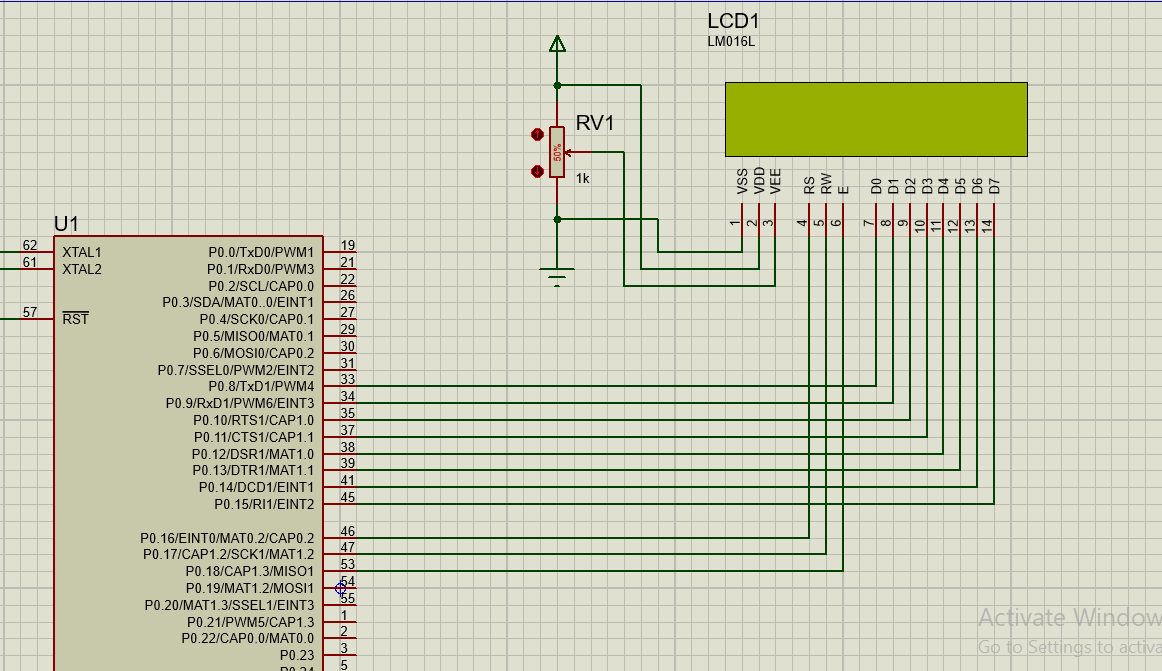 LCD1
LM016L
RV1
50%
1k
VSS
VDD
VEE
RS
RW
E
D0
D1
D2
D3
D4
D5
D6
D7
1
2
3
4
5
6
7
8
9
10
11
12
13
14
U1
62 XTAL1 P0.0/TxD0/PWM1 19
61 XTAL2 P0.1/RxD0/PWM3 21
P0.2/SCL/CAP0.0 22
P0.3/SDA/MAT0..0/EINT1 26
57 RST P0.4/SCK0/CAP0.1 27
P0.5/MISO0/MAT0.1 29
P0.6/MOSI0/CAP0.2 30
P0.7/SSEL0/PWM2/EINT2 31
P0.8/TxD1/PWM4 33
P0.9/RxD1/PWM6/EINT3 34
P0.10/RTS1/CAP1.0 35
P0.11/CTS1/CAP1.1 37
P0.12/DSR1/MAT1.0 38
P0.13/DTR1/MAT1.1 39
P0.14/DCD1/EINT1 41
P0.15/RI1/EINT2 45
P0.16/EINT0/MAT0.2/CAP0.2 46
P0.17/CAP1.2/SCK1/MAT1.2 47
P0.18/CAP1.3/MISO1 53
P0.19/MAT1.2/MOSI1 54
P0.20/MAT1.3/SSEL1/EINT3 55
P0.21/PWM5/CAP1.3 1
P0.22/CAP0.0/MAT0.0 2
P0.23 3
5
Activate Window
Go to Settings to activa